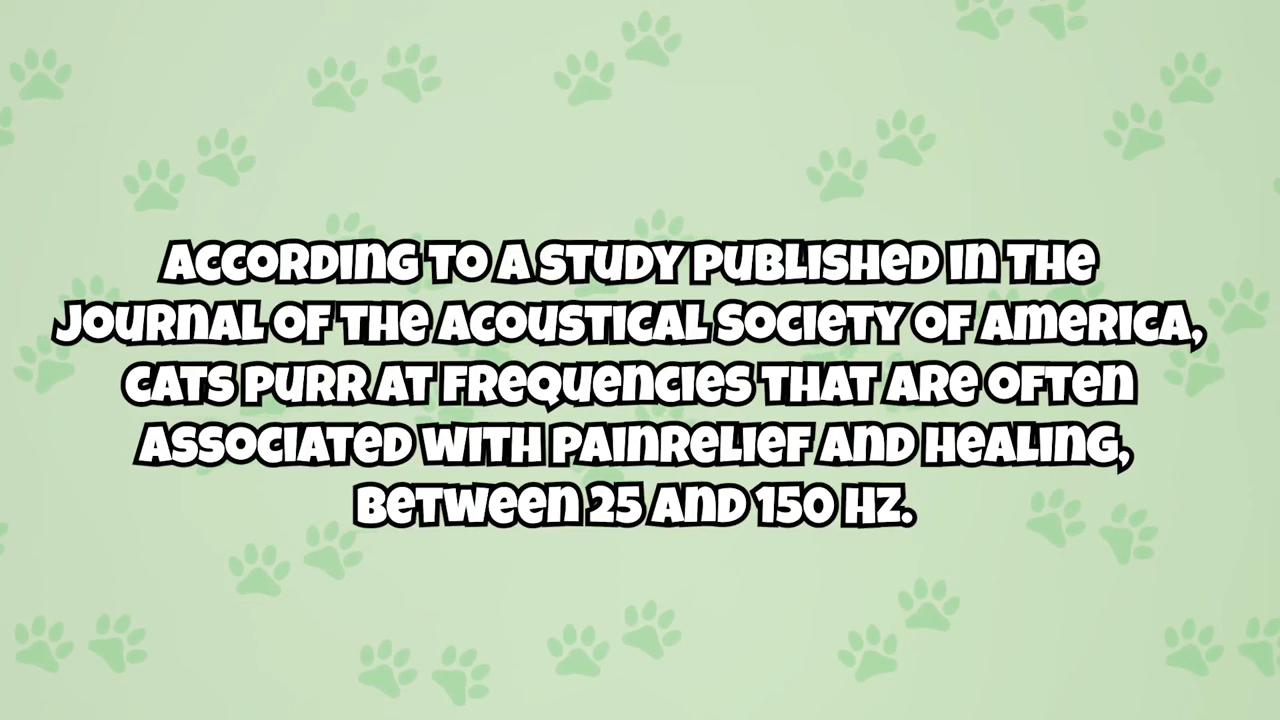 ACCORDING TO A STUDY PUBLISHED IN THE
JOURNAL OF THE ACOUSTICAL SOCIETY OF AMERICA,
CATS PURR AT FREQUENCIES THAT ARE OFTEN
ASSOCIATED WITH PAINRELIEF AND HEALING,
BETWEEN 25 AND 150 HZ.